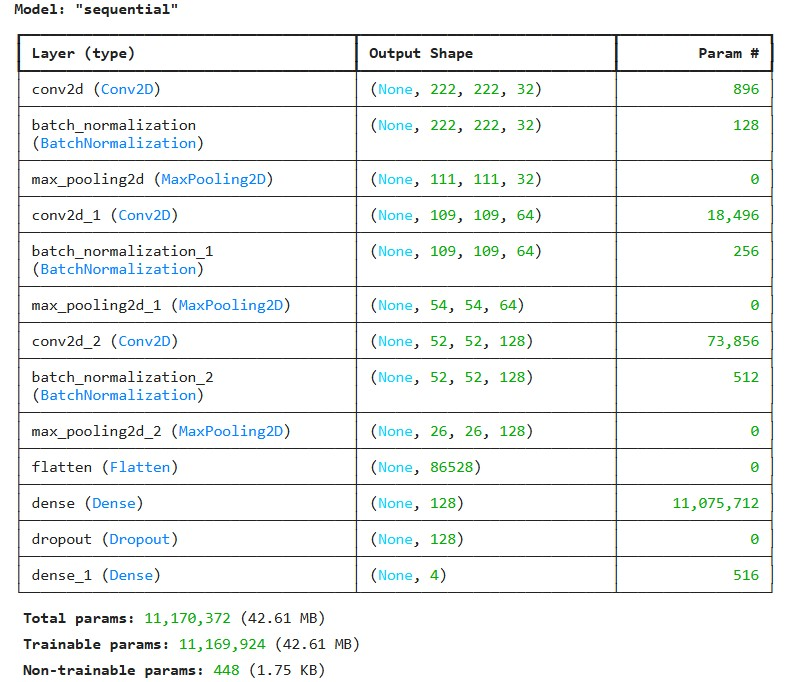 Model: "sequential"
Layer (type) Output Shape Param #
conv2d (Conv2D) (None, 222, 222, 32) 896
batch_normalization (None, 222, 222, 32) 128
(BatchNormalization)
max_pooling2d (MaxPooling2D) (None, 111, 111, 32) 0
conv2d_1 (Conv2D) (None, 109, 109, 64) 18,496
batch_normalization_1 (None, 109, 109, 64) 256
(BatchNormalization)
max_pooling2d_1 (MaxPooling2D) (None, 54, 54, 64) 0
conv2d_2 (Conv2D) (None, 52, 52, 128) 73,856
batch_normalization_2 (None, 52, 52, 128) 512
(BatchNormalization)
max_pooling2d_2 (MaxPooling2D) (None, 26, 26, 128) 0
flatten (Flatten) (None, 86528) 0
dense (Dense) (None, 128) 11,075,712
dropout (Dropout) (None, 128) 0
dense_1 (Dense) (None, 4) 516
Total params: 11,170,372 (42.61 MB)
Trainable params: 11,169,924 (42.61 MB)
Non-trainable params: 448 (1.75 KB)